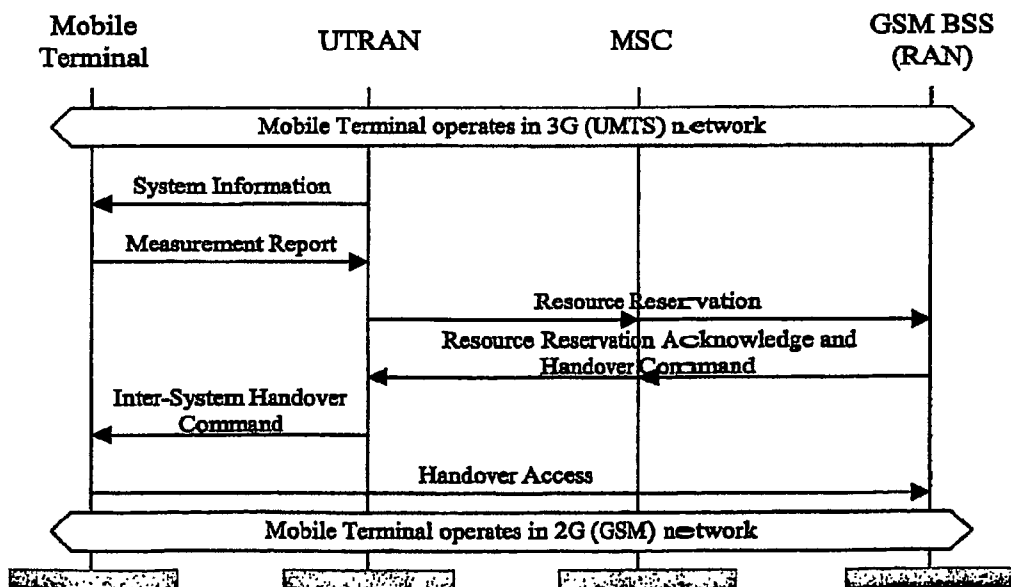 Mobile
Terminal
UTRAN
MSC
GSM BSS
(RAN)
Mobile Terminal operates in 3G (UMTS) network
System Information
Measurement Report
Resource Reservation
Resource Reservation Acknowledge and
Handover Command
Inter-System Handover
Command
Handover Access
Mobile Terminal operates in 2G (GSM) network